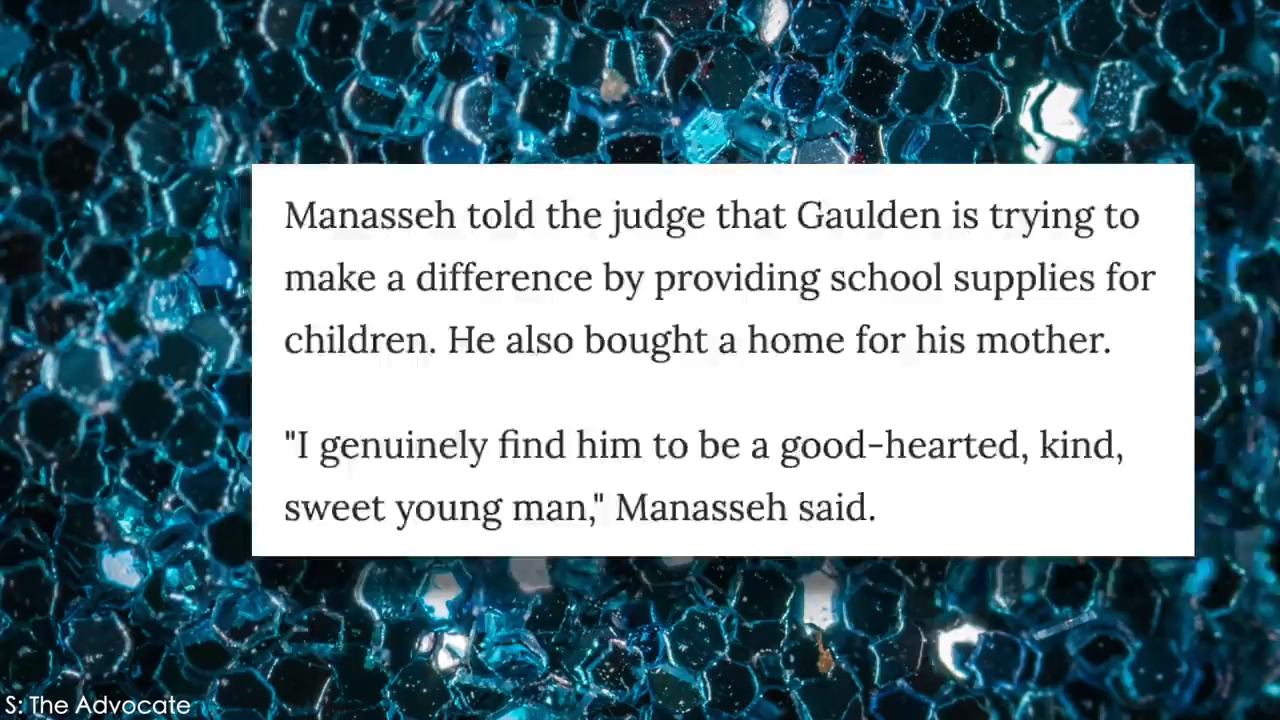 Manasseh told the judge that Gaulden is trying to
make a difference by providing school supplies for
children. He also bought a home for his mother.
"I genuinely find him to be a good-hearted, kind,
sweet young man," Manasseh said.
S: The Advocate